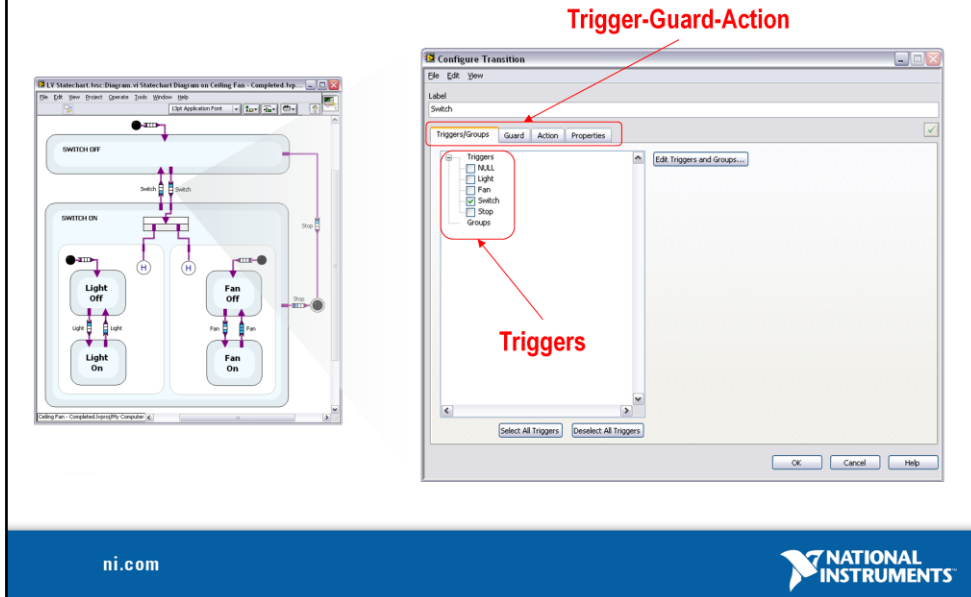 Trigger-Guard-Action
LV Statechart.lvsc:Diagram.vi Statechart Diagram on Ceiling Fan - Completed.lvp...
File Edit View Project Operate Tools Window Help
13pt Application Font
SWITCH OFF
Switch
Switch
SWITCH ON
Stop
H
H
Light Off
Fan Off
Stop
Light
Light
Fan
Fan
Light On
Fan On
Ceiling Fan - Completed.lvproj/My Computer
Configure Transition
File Edit View
Label
Switch
Triggers/Groups Guard Action Properties
Triggers
NULL
Light
Fan
Switch
Stop
Groups
Edit Triggers and Groups...
Triggers
Select All Triggers Deselect All Triggers
OK Cancel Help
ni.com
NATIONAL
INSTRUMENTS™